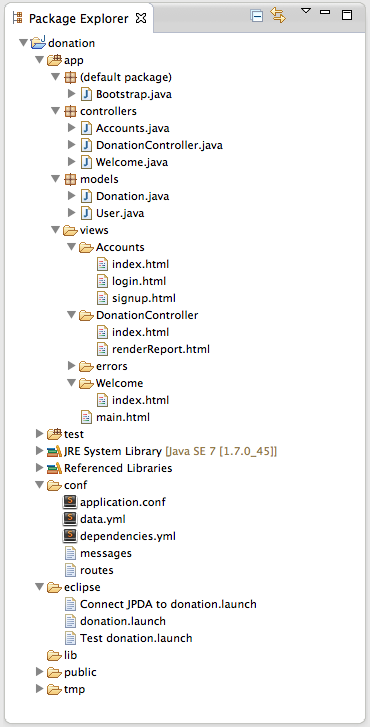 Package Explorer
donation
app
(default package)
Bootstrap.java
controllers
Accounts.java
DonationController.java
Welcome.java
models
Donation.java
User.java
views
Accounts
index.html
login.html
signup.html
DonationController
index.html
renderReport.html
errors
Welcome
index.html
main.html
test
JRE System Library [Java SE 7 [1.7.0_45]]
Referenced Libraries
conf
application.conf
data.yml
dependencies.yml
messages
routes
eclipse
Connect JPDA to donation.launch
donation.launch
Test donation.launch
lib
public
tmp